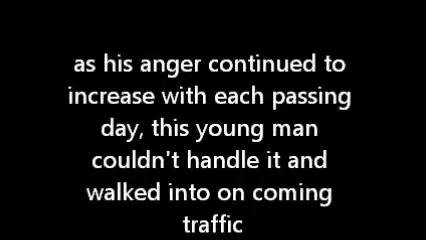 as his anger continued to
increase with each passing
day, this young man
couldn't handle it and
walked into on coming
traffic